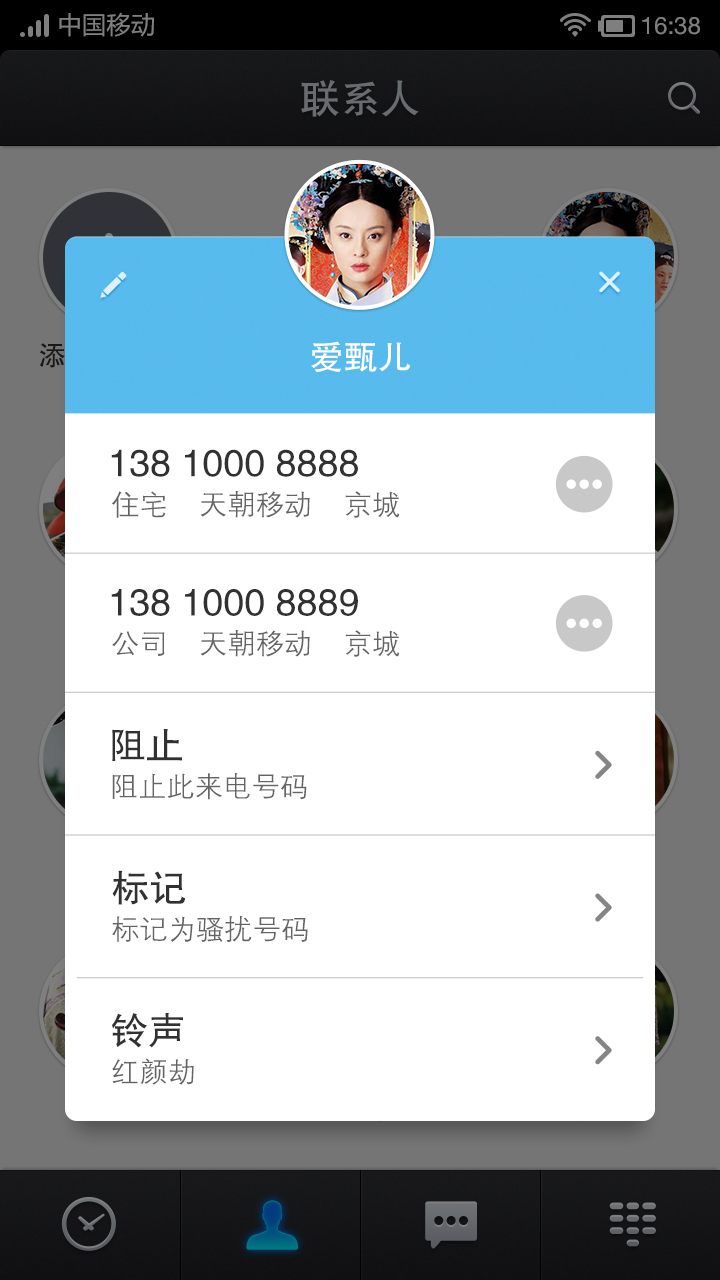 中国移动 16:38
联系人
添
爱甄儿
138 1000 8888
住宅 天朝移动 京城
138 1000 8889
公司 天朝移动 京城
阻止
阻止此来电号码
标记
标记为骚扰号码
铃声
红颜劫